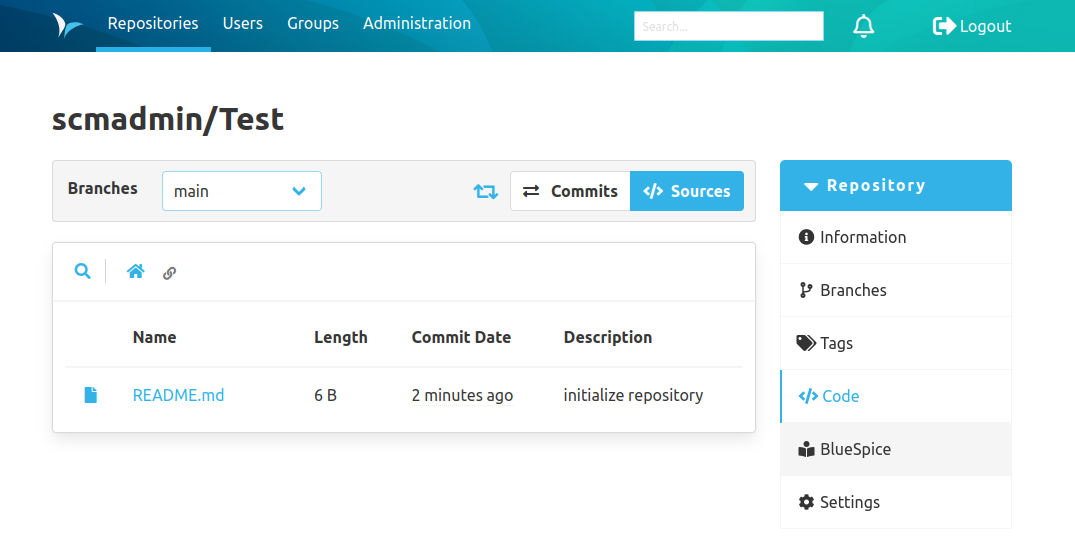 Repositories Users Groups Administration Search... Logout
scmadmin/Test
Branches main Commits Sources
Repository
Information
Branches
Tags
Code
BlueSpice
Settings
Name Length Commit Date Description
README.md 6 B 2 minutes ago initialize repository